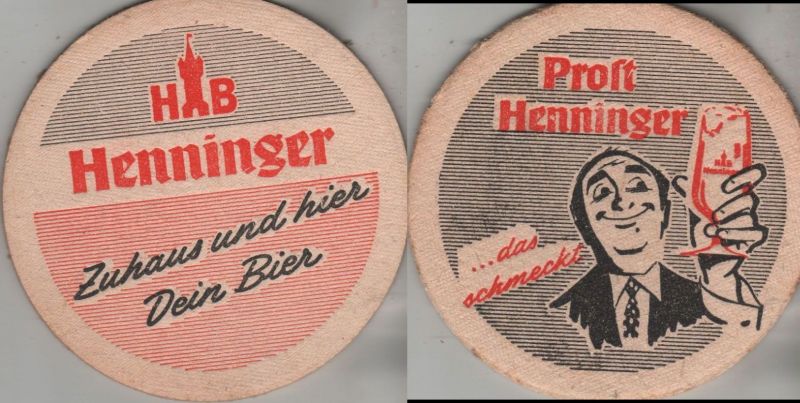 HB
Henninger
Zuhaus und hier
Dein Bier
Prost
Henninger
...das
schmeckt